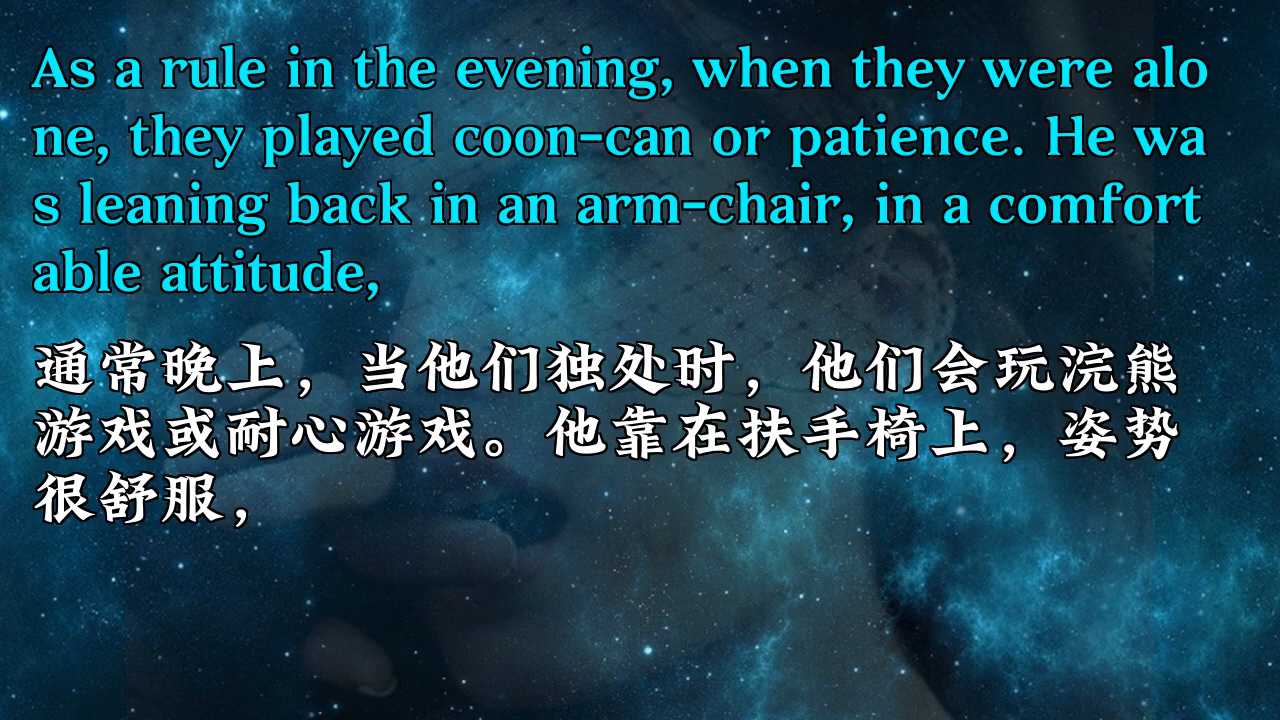 As a rule in the evening, when they were alo
ne, they played coon-can or patience. He wa
s leaning back in an arm-chair, in a comfort
able attitude,
通常晚上，当他们独处时，他们会玩浣熊
游戏或耐心游戏。他靠在扶手椅上，姿势
很舒服，